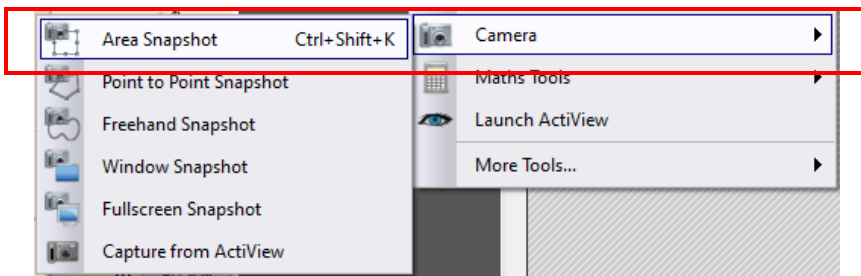 Area Snapshot Ctrl+Shift+K
Point to Point Snapshot
Freehand Snapshot
Window Snapshot
Fullscreen Snapshot
Capture from ActiView
Camera
Maths Tools
Launch ActiView
More Tools...